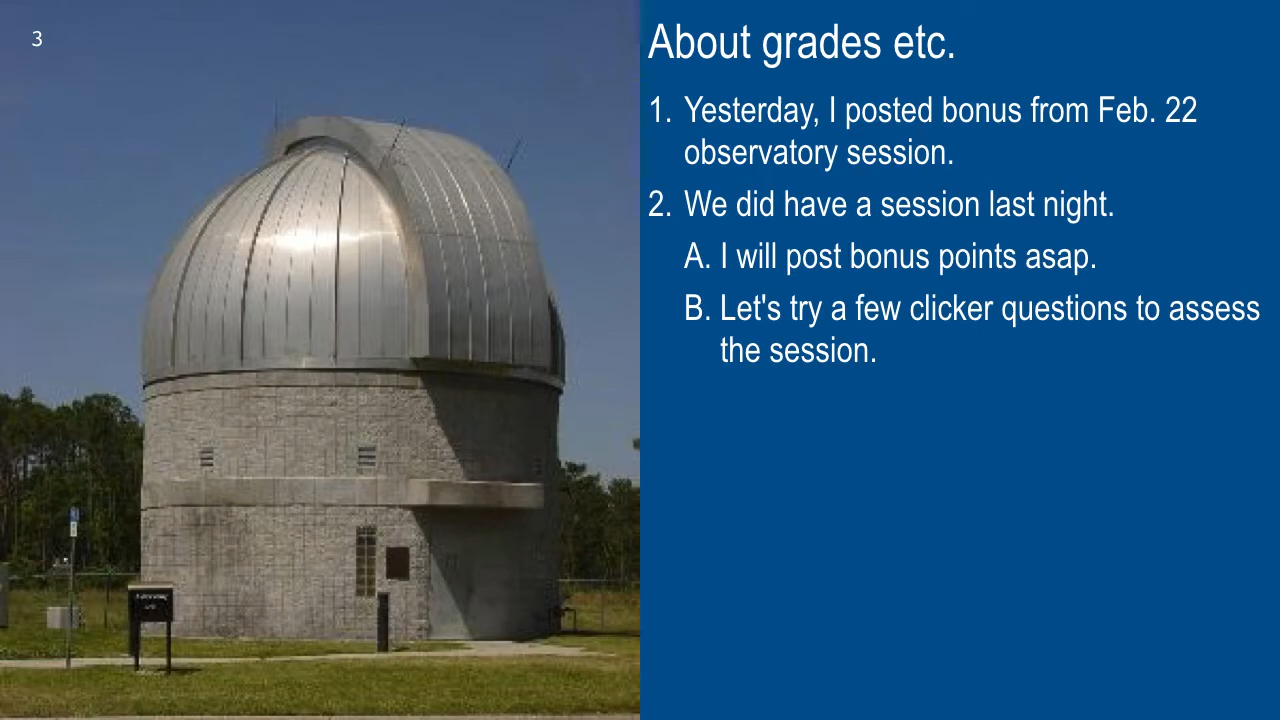 3
About grades etc.
1. Yesterday, I posted bonus from Feb. 22
observatory session.
2. We did have a session last night.
A. I will post bonus points asap.
B. Let's try a few clicker questions to assess
the session.